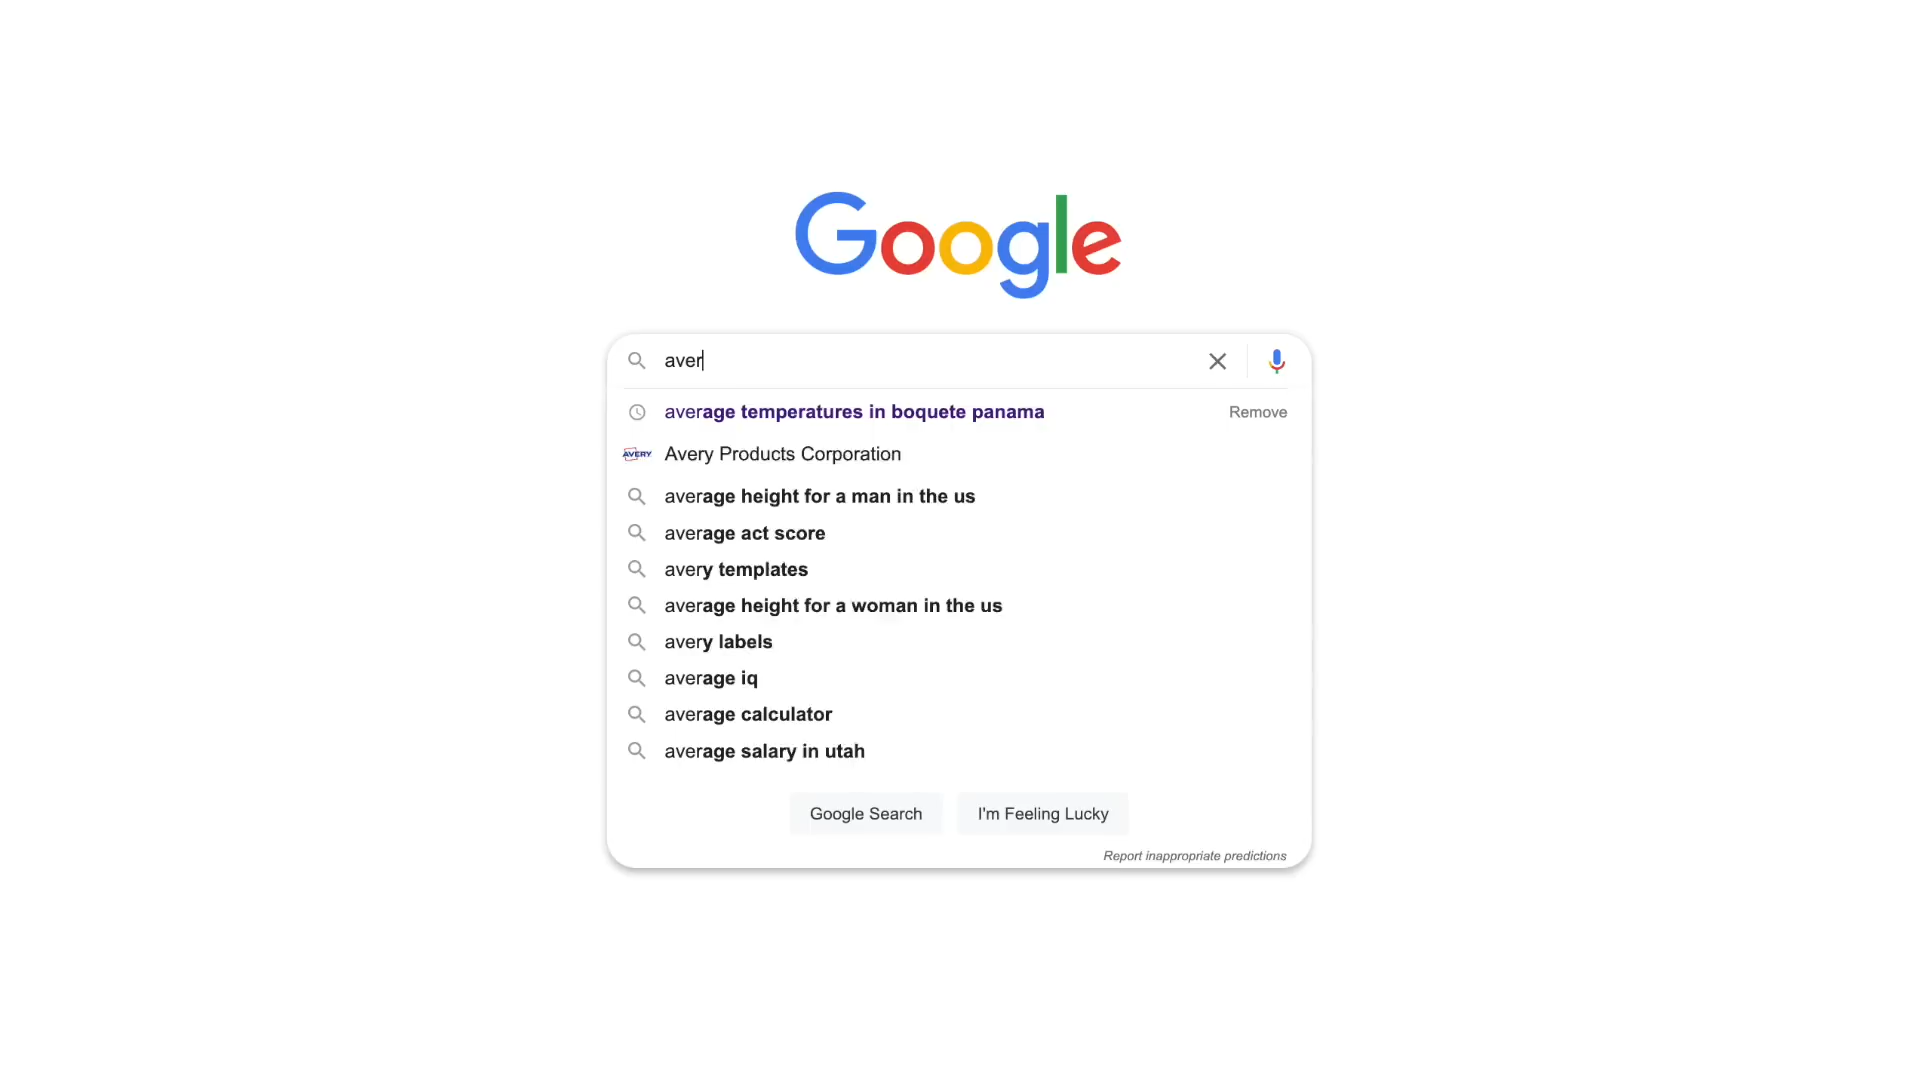 Google
aver
average temperatures in boquete panama Remove
AVERY Avery Products Corporation
average height for a man in the us
average act score
avery templates
average height for a woman in the us
avery labels
average iq
average calculator
average salary in utah
Google Search I'm Feeling Lucky
Report inappropriate predictions